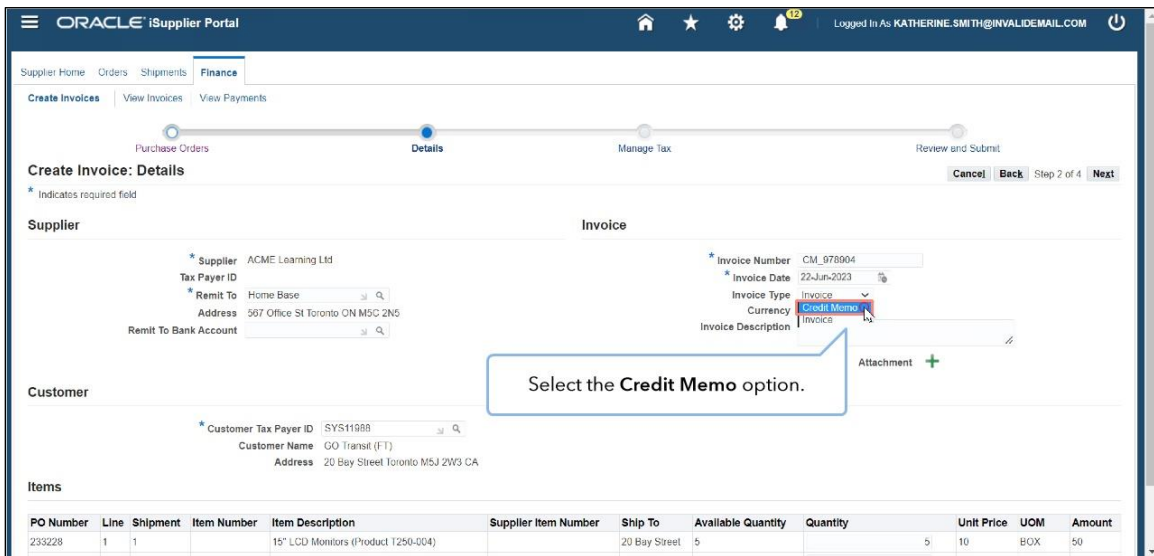 ORACLE iSupplier Portal
12
Logged In As KATHERINE.SMITH@INVALIDEMAIL.COM
Supplier Home Orders Shipments Finance
Create Invoices View Invoices View Payments
Purchase Orders Details Manage Tax Review and Submit
Create Invoice: Details
Cancel Back Step 2 of 4 Next
* Indicates required field
Supplier Invoice
* Supplier ACME Learning Ltd
Tax Payer ID
* Remit To Home Base
Address 567 Office St Toronto ON M5C 2N5
Remit To Bank Account
* Invoice Number CM_978904
* Invoice Date 22-Jun-2023
Invoice Type Invoice
Currency Credit Memo
Invoice
Invoice Description
Attachment
Select the Credit Memo option.
Customer
* Customer Tax Payer ID SYS11988
Customer Name GO Transit (FT)
Address 20 Bay Street Toronto M5J 2W3 CA
Items
PO Number Line Shipment Item Number Item Description Supplier Item Number Ship To Available Quantity Quantity Unit Price UOM Amount
233228 1 1 15" LCD Monitors (Product T250-004) 20 Bay Street 5 5 10 BOX 50